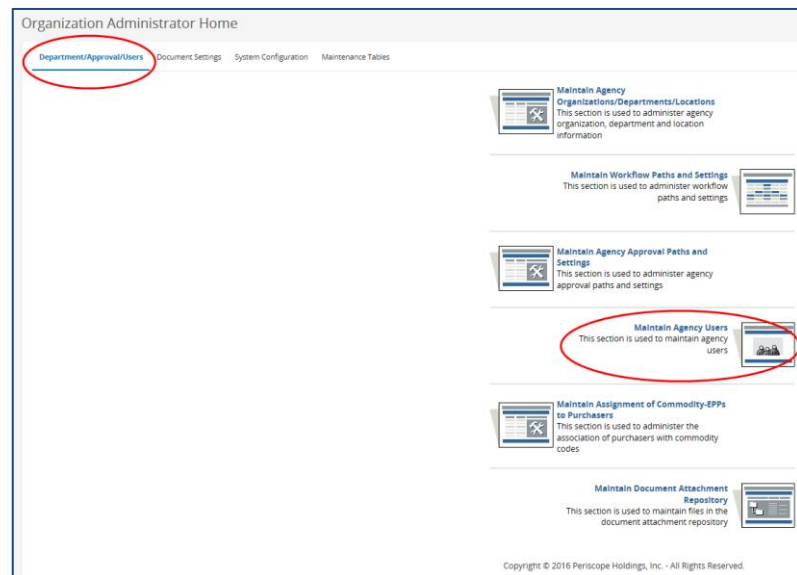 Organization Administrator Home
Department/Approval/Users Document Settings System Configuration Maintenance Tables
Maintain Agency
Organizations/Departments/Locations
This section is used to administer agency
organization, department and location
information
Maintain Workflow Paths and Settings
This section is used to administer workflow
paths and settings
Maintain Agency Approval Paths and
Settings
This section is used to administer agency
approval paths and settings
Maintain Agency Users
This section is used to maintain agency
users
Maintain Assignment of Commodity-EPPs
to Purchasers
This section is used to administer the
association of purchasers with commodity
codes
Maintain Document Attachment
Repository
This section is used to maintain files in the
document attachment repository
Copyright © 2016 Periscope Holdings, Inc. - All Rights Reserved.